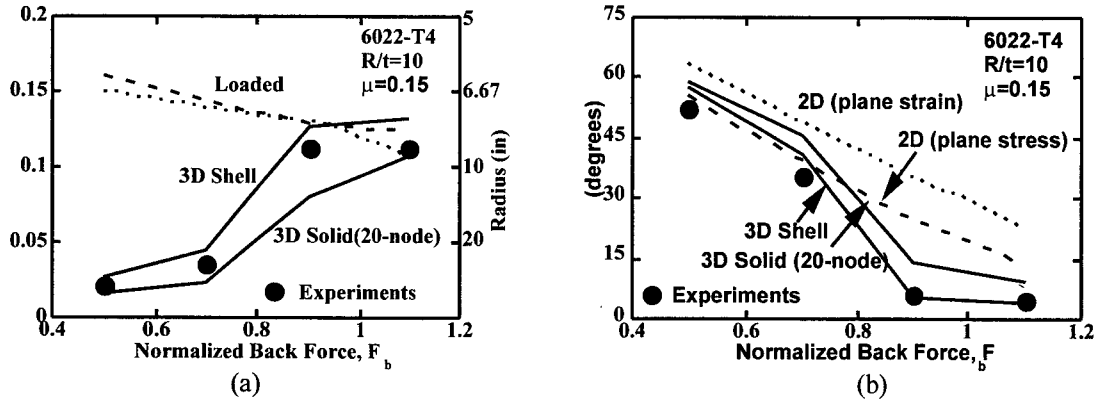 0.2
0.15
0.1
0.05
0
0.4
0.6
0.8
1
1.2
5
6.67
10
20
Radius (in)
6022-T4
R/t=10
μ=0.15
Loaded
3D Shell
3D Solid(20-node)
Experiments
Normalized Back Force, F b
(a)
75
60
45
30
15
0
(degrees)
0.4
0.6
0.8
1
1.2
6022-T4
R/t=10
μ=0.15
2D (plane strain)
2D (plane stress)
3D Shell
3D Solid (20-node)
Experiments
Normalized Back Force, b F
(b)